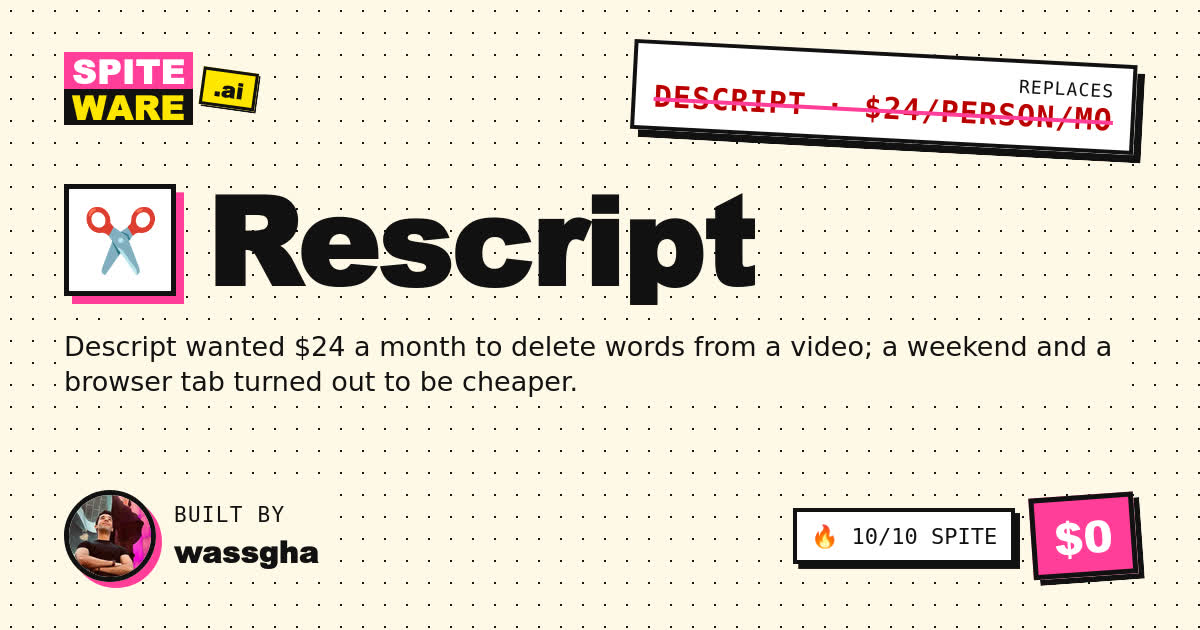 SPITE
WARE
.ai
REPLACES
DESCRIPT · $24/PERSON/MO
Rescript
Descript wanted $24 a month to delete words from a video; a weekend and a
browser tab turned out to be cheaper.
BUILT BY
wassgha
🔥 10/10 SPITE
$0